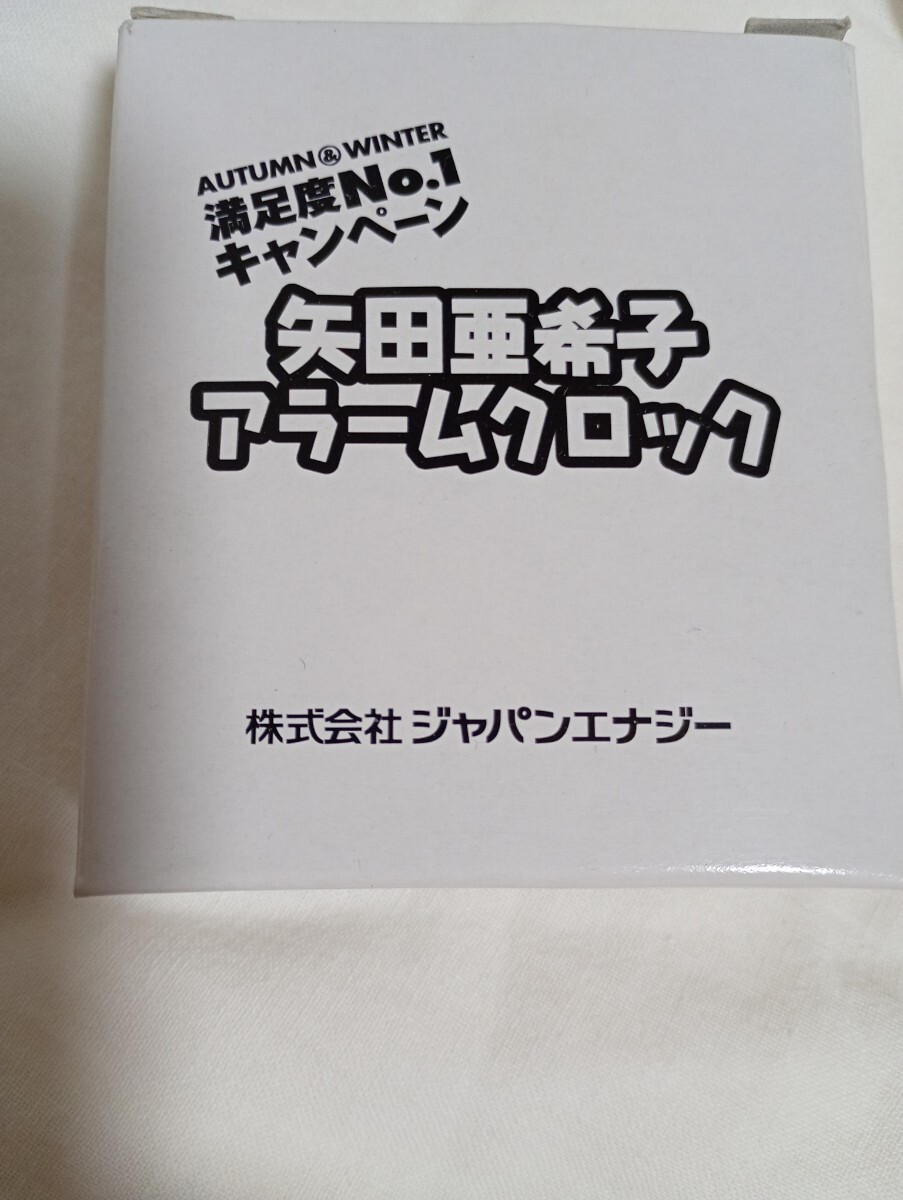 AUTUMN & WINTER
満足度No.1
キャンペーン
矢田亜希子
アラームクロック
株式会社 ジャパンエナジー